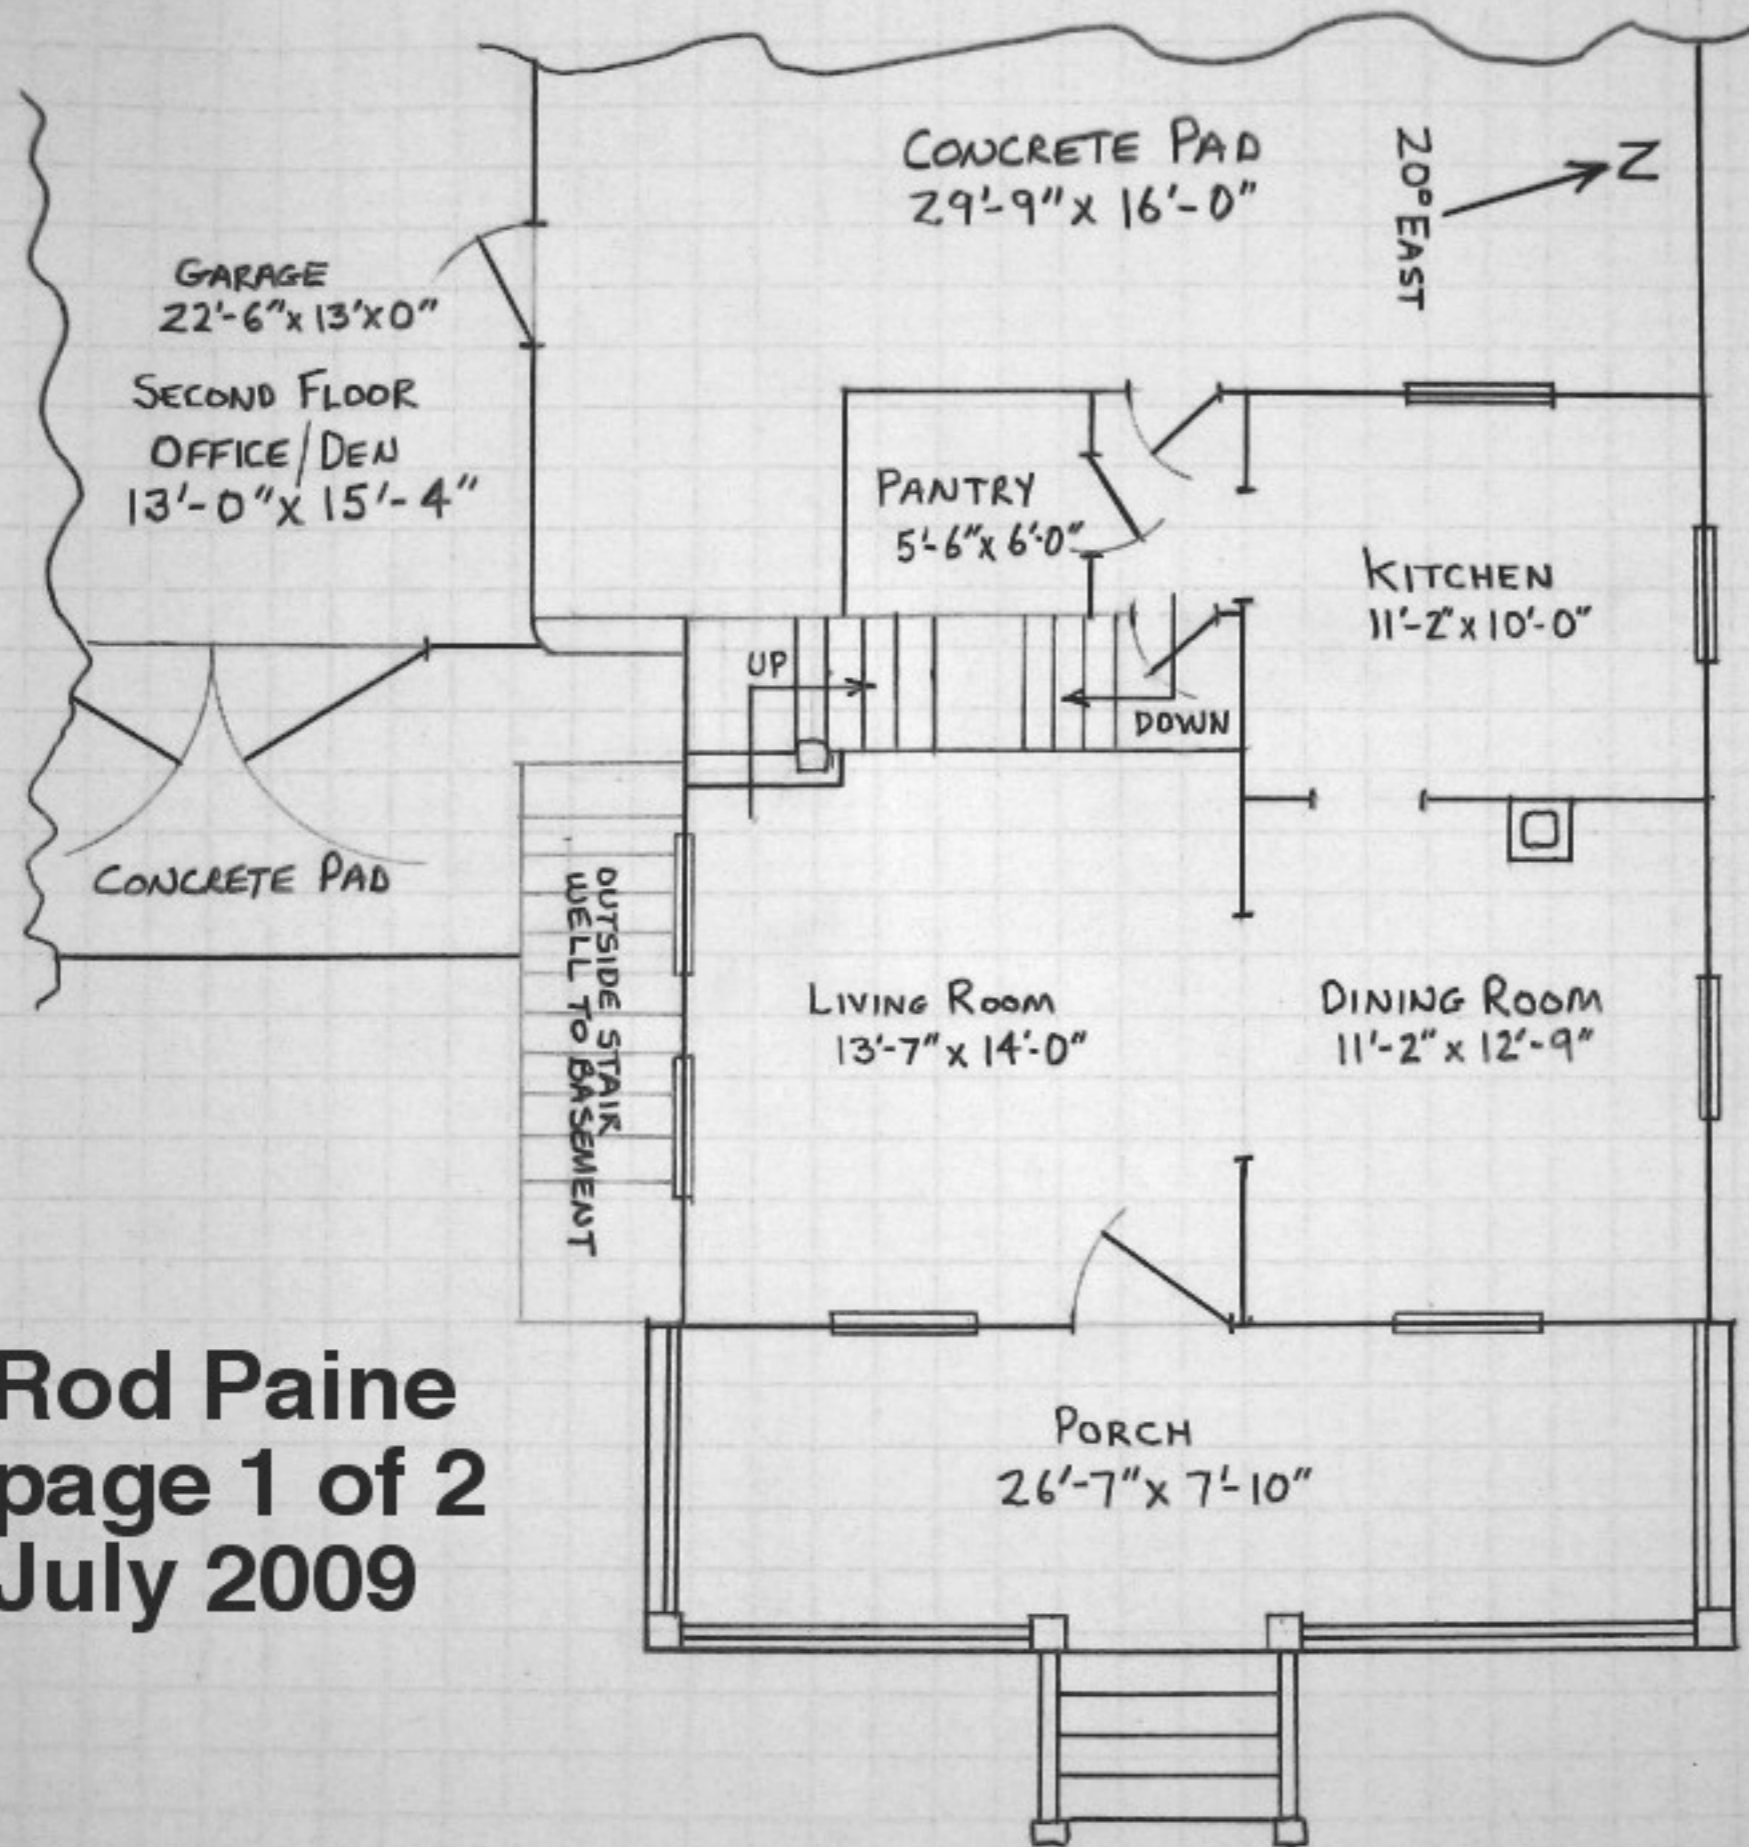 CONCRETE PAD
29'-9" x 16'-0"
20° EAST
N
GARAGE
22'-6" x 13' x 0"
SECOND FLOOR
OFFICE/DEN
13'-0" x 15'-4"
PANTRY
5'-6" x 6'-0"
KITCHEN
11'-2" x 10'-0"
UP
DOWN
CONCRETE PAD
OUTSIDE STAIR
WELL TO BASEMENT
LIVING ROOM
13'-7" x 14'-0"
DINING ROOM
11'-2" x 12'-9"
PORCH
26'-7" x 7'-10"
Rod Paine
page 1 of 2
July 2009